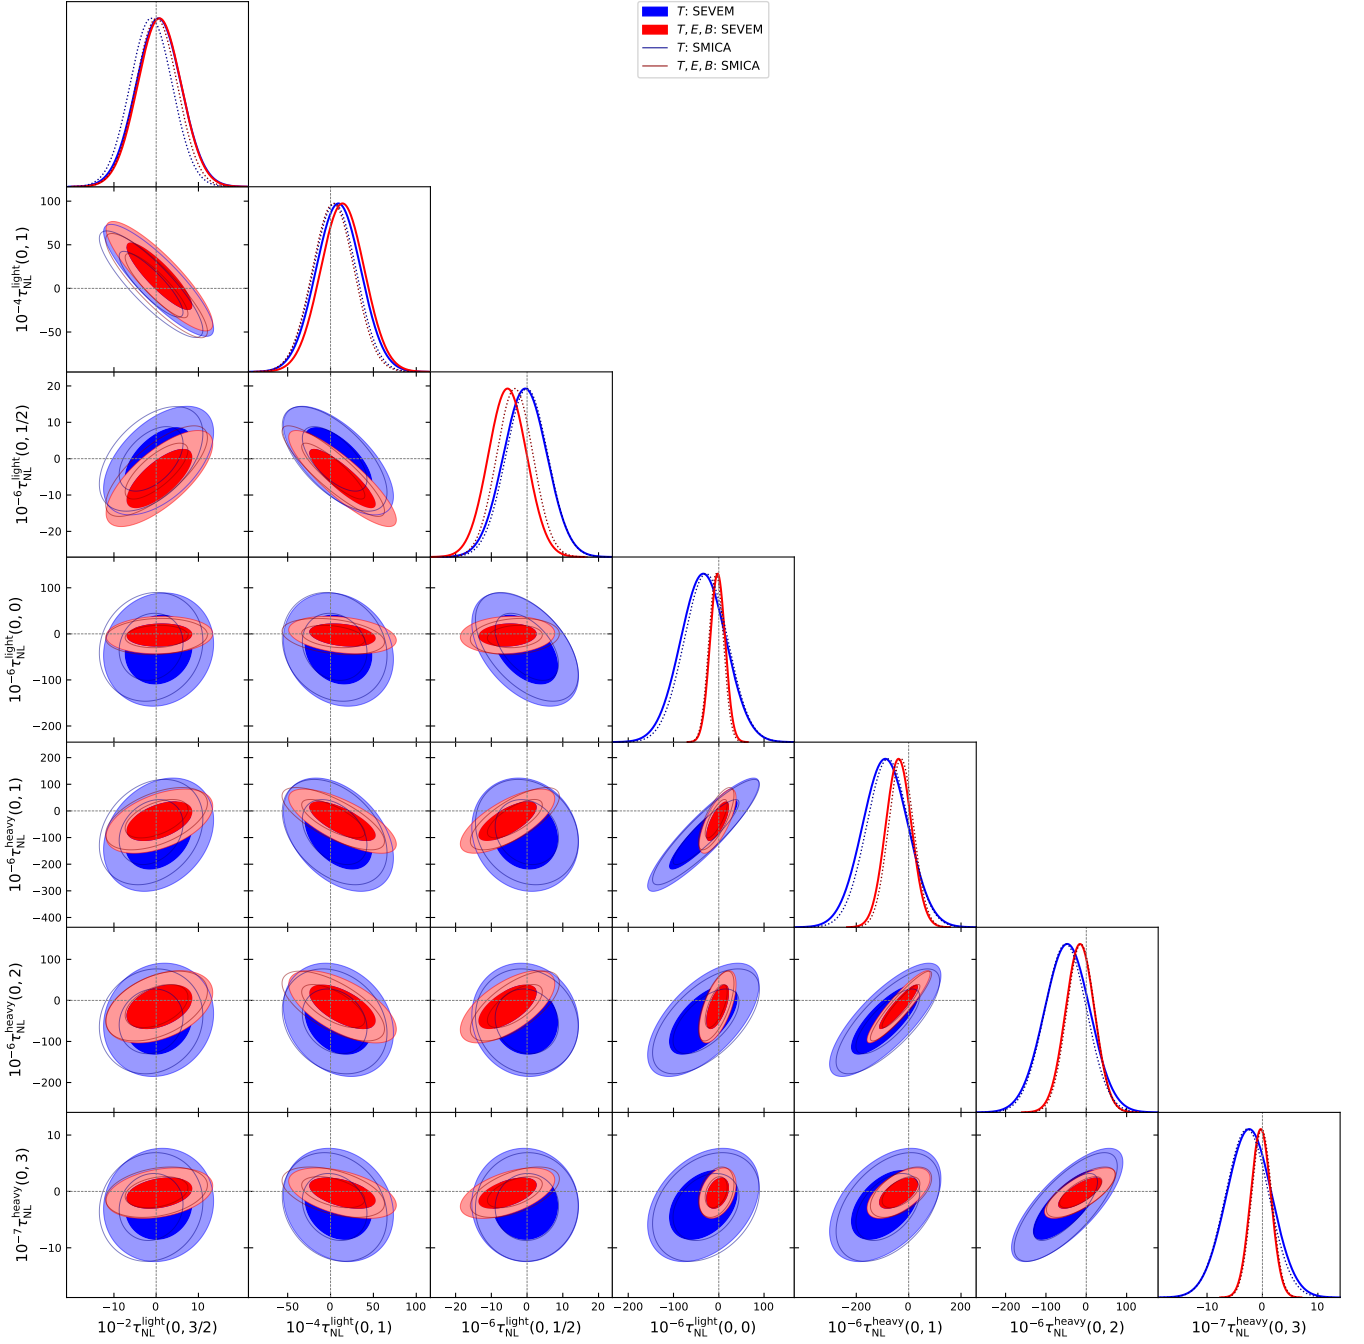 T: SEVEM
T, E, B: SEVEM
T: SMICA
T, E, B: SMICA
100
50
0
−50
10⁻⁴τ_NL^light(0, 1)
20
10
0
−10
−20
10⁻⁶τ_NL^light(0, 1/2)
100
0
−100
−200
10⁻⁶τ_NL^light(0, 0)
200
100
0
−100
−200
−300
−400
10⁻⁶τ_NL^heavy(0, 1)
100
0
−100
−200
10⁻⁶τ_NL^heavy(0, 2)
10
0
−10
10⁻⁷τ_NL^heavy(0, 3)
−10 0 10
10⁻²τ_NL^light(0, 3/2)
−50 0 50 100
10⁻⁴τ_NL^light(0, 1)
−20 −10 0 10 20
10⁻⁶τ_NL^light(0, 1/2)
−200 −100 0 100
10⁻⁶τ_NL^light(0, 0)
−400 −200 0 200
10⁻⁶τ_NL^heavy(0, 1)
−200 −100 0 100
10⁻⁶τ_NL^heavy(0, 2)
−10 0 10
10⁻⁷τ_NL^heavy(0, 3)